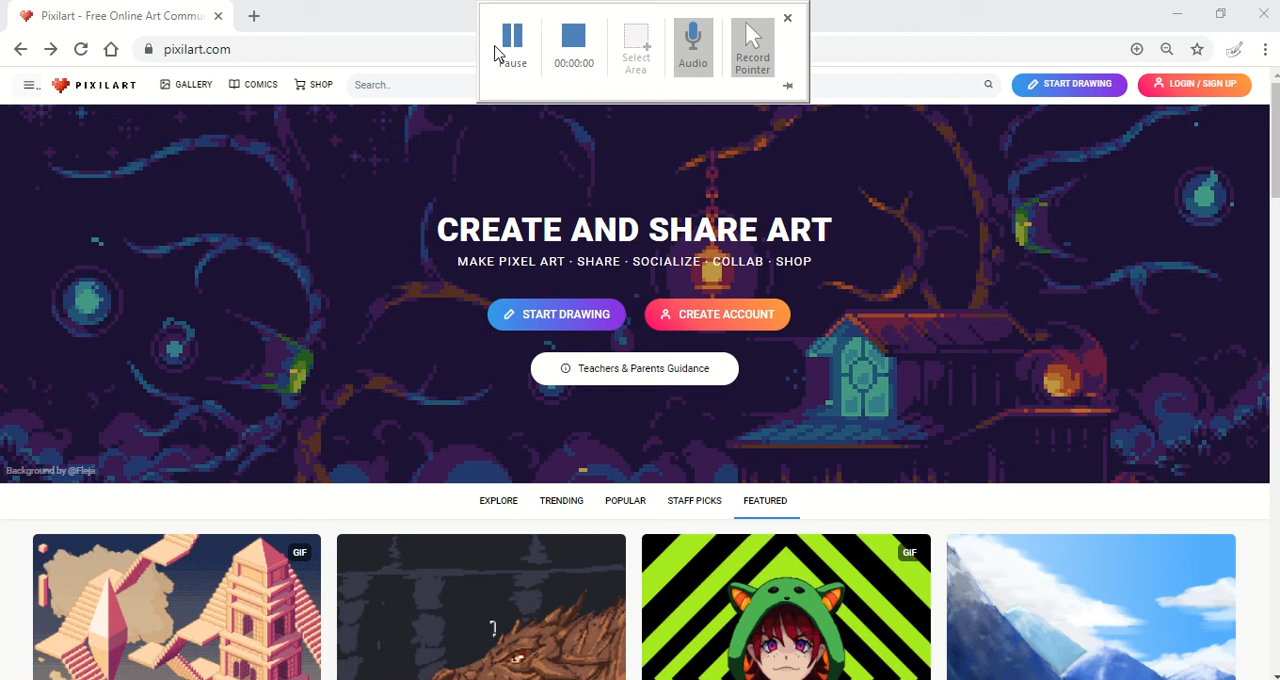 Pixilart - Free Online Art Commu
pixilart.com
ause
00:00:00
Select
Area
Audio
Record
Pointer
PIXILART
GALLERY
COMICS
SHOP
Search..
START DRAWING
LOGIN / SIGN UP
CREATE AND SHARE ART
MAKE PIXEL ART · SHARE · SOCIALIZE · COLLAB · SHOP
START DRAWING
CREATE ACCOUNT
Teachers & Parents Guidance
Background by @Fleja
EXPLORE
TRENDING
POPULAR
STAFF PICKS
FEATURED
GIF
GIF